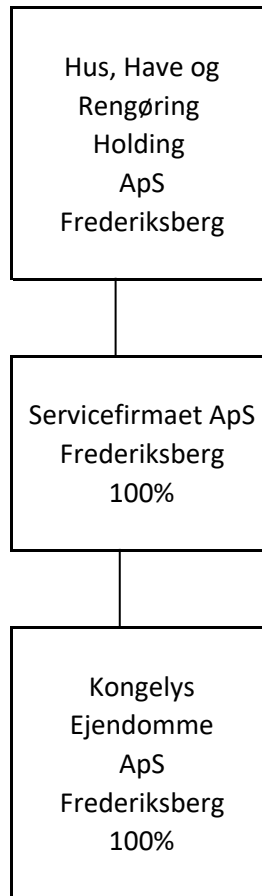 Hus, Have og
Rengøring
Holding
ApS
Frederiksberg
Servicefirmaet ApS
Frederiksberg
100%
Kongelys
Ejendomme
ApS
Frederiksberg
100%